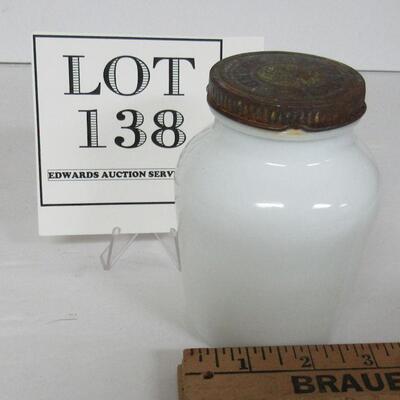 LOT
138
EDWARDS AUCTION SERV
1 2 3
BRAUE